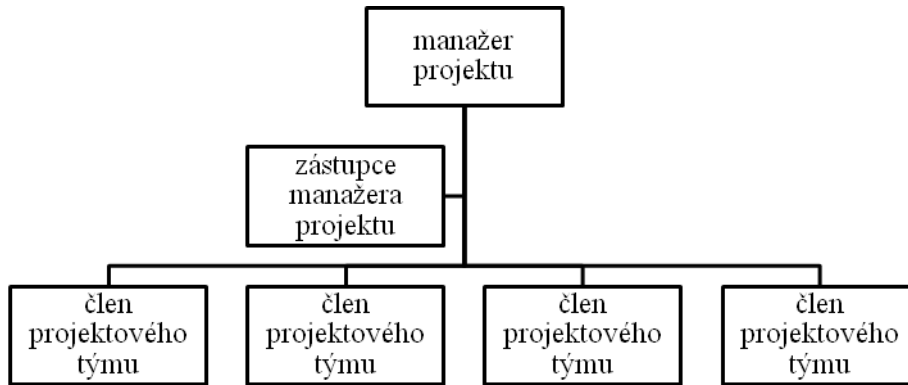 manažer
projektu
zástupce
manažera
projektu
člen
projektového
týmu
člen
projektového
týmu
člen
projektového
týmu
člen
projektového
týmu